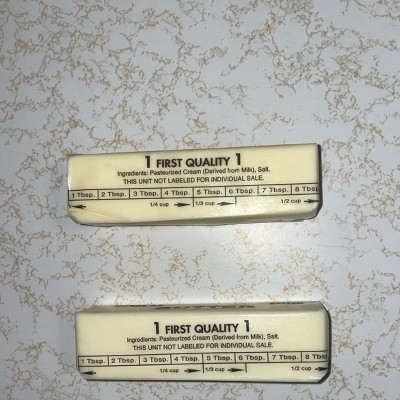 1 FIRST QUALITY 1
Ingredients: Pasteurized Cream (Derived from Milk), Salt.
THIS UNIT NOT LABELED FOR INDIVIDUAL SALE.
1 Tbsp. 2 Tbsp. 3 Tbsp. 4 Tbsp. 5 Tbsp. 6 Tbsp. 7 Tbsp. 8 Tbsp
1/4 cup 1/3 cup 1/2 cup
1 FIRST QUALITY 1
Ingredients: Pasteurized Cream (Derived from Milk), Salt.
THIS UNIT NOT LABELED FOR INDIVIDUAL SALE.
1 Tbsp. 2 Tbsp. 3 Tbsp. 4 Tbsp. 5 Tbsp. 6 Tbsp. 7 Tbsp. 8 Tbs
1/4 cup 1/3 cup 1/2 cup